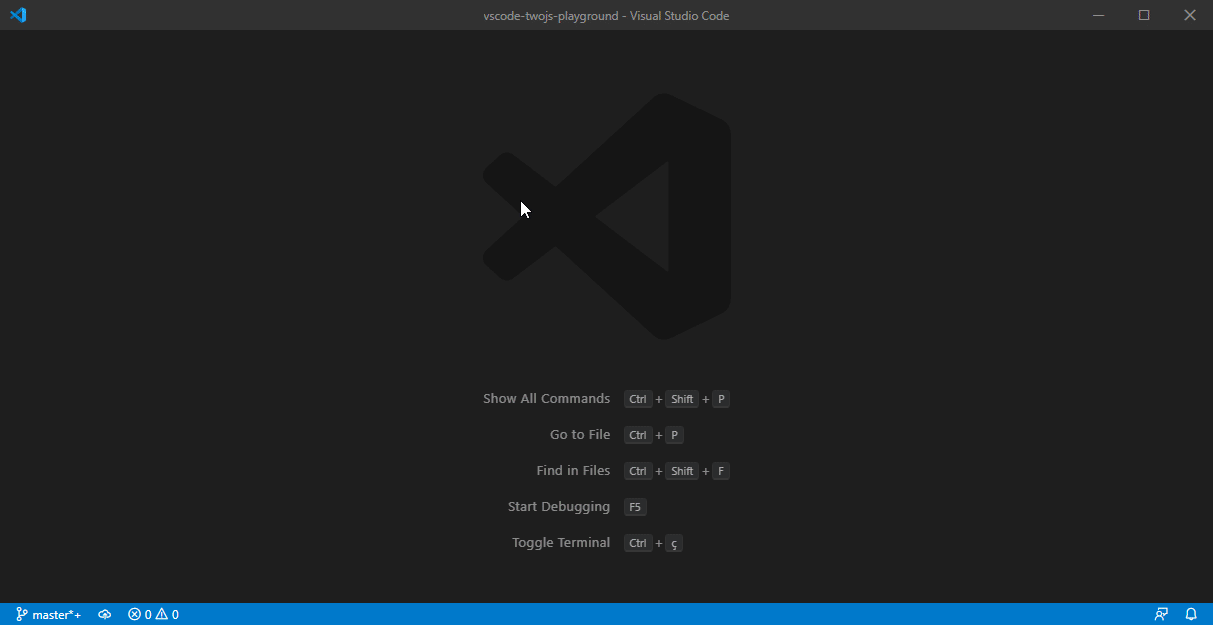 vscode-twojs-playground - Visual Studio Code
Show All Commands Ctrl + Shift + P
Go to File Ctrl + P
Find in Files Ctrl + Shift + F
Start Debugging F5
Toggle Terminal Ctrl + ç
master*+ 0 0